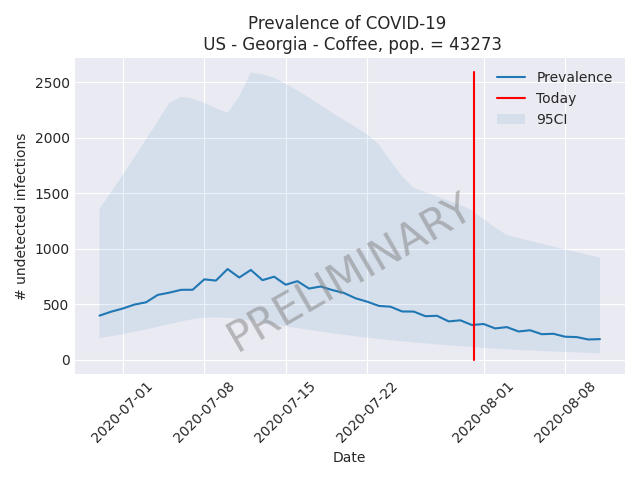 Prevalence of COVID-19
US - Georgia - Coffee, pop. = 43273
Prevalence
Today
95CI
# undetected infections
2500
2000
1500
1000
500
0
PRELIMINARY
2020-07-01
2020-07-08
2020-07-15
2020-07-22
2020-08-01
2020-08-08
Date